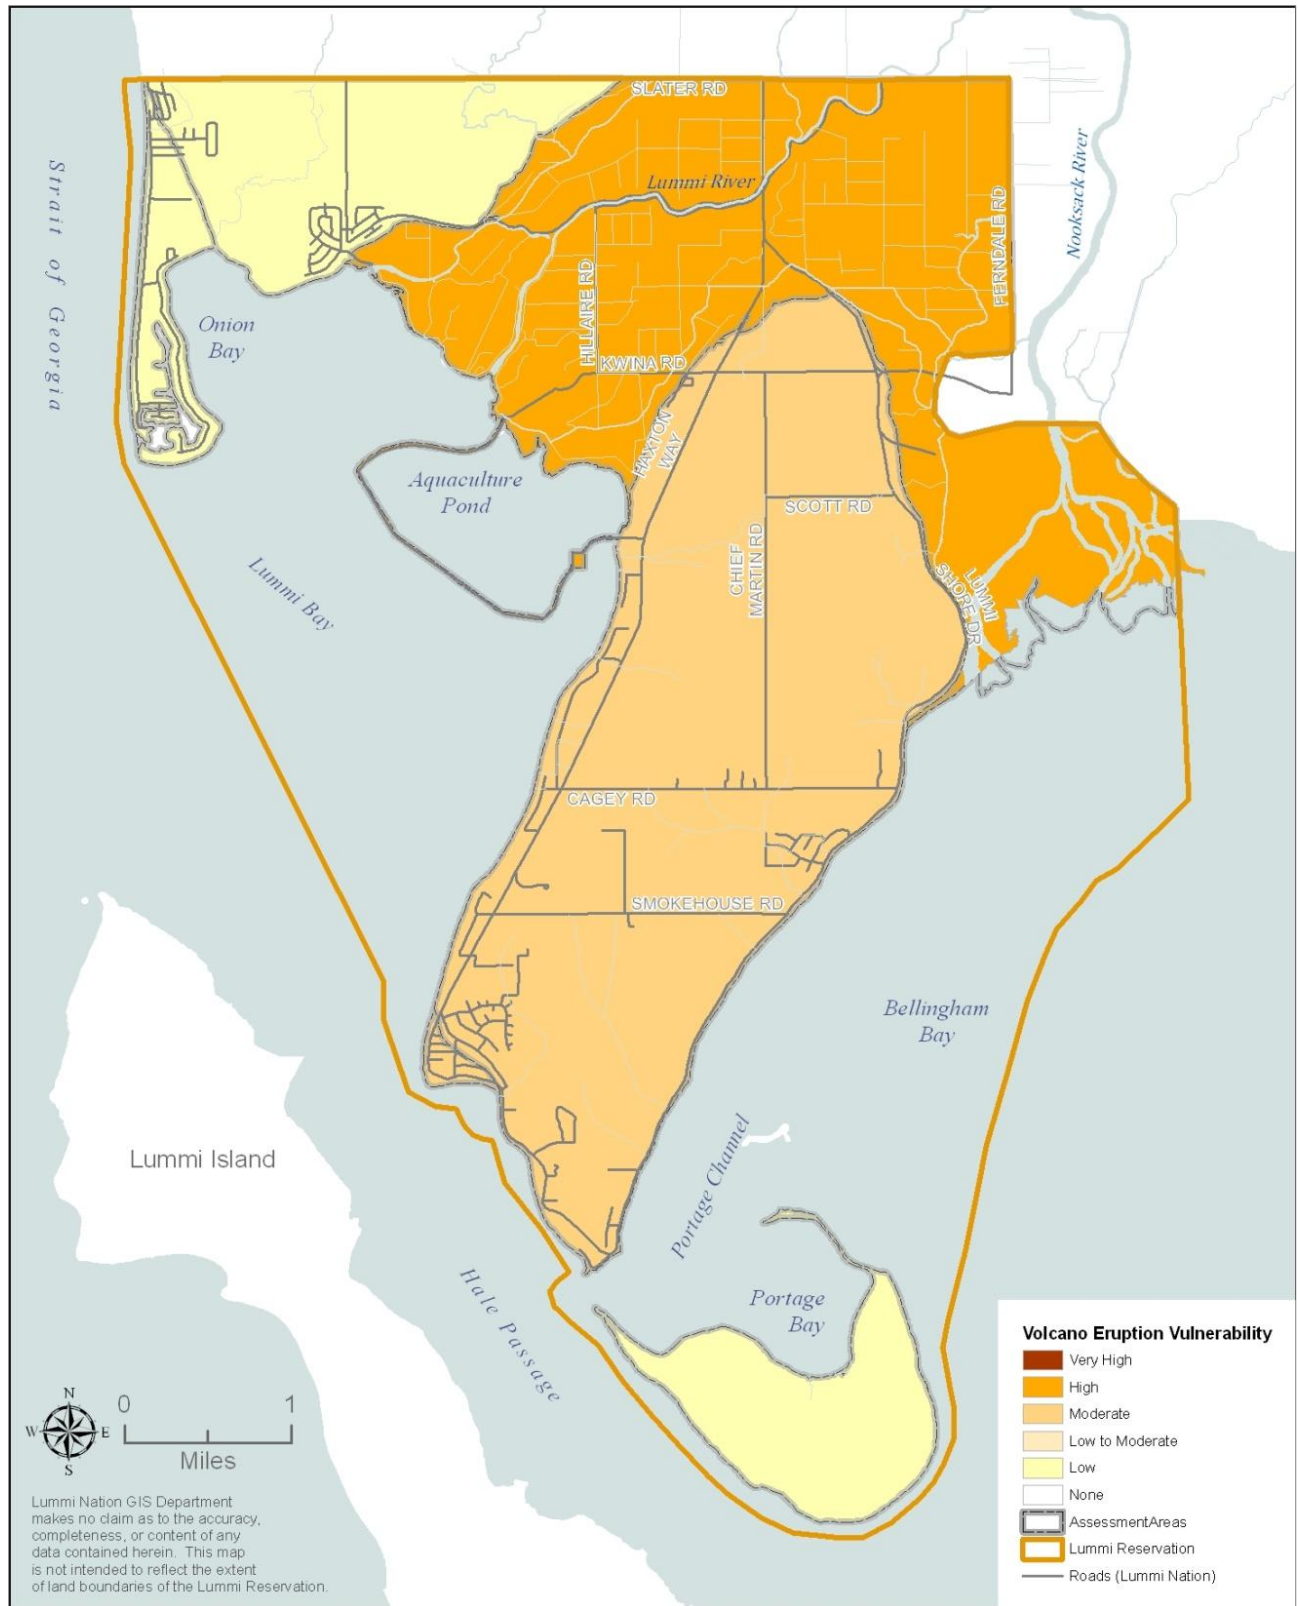 SLATER RD
Lummi River
Nooksack River
FERNDALE RD
Strait of Georgia
Onion
Bay
HILLAIRE RD
KWINA RD
HAXTON
WAY
Aquaculture
Pond
SCOTT RD
CHIEF
MARTIN RD
LUMMI
SHORE DR
Lummi Bay
CAGEY RD
SMOKEHOUSE RD
Bellingham
Bay
Lummi Island
Portage Channel
Hale Passage
Portage
Bay
N
W E
S
0 1
Miles
Lummi Nation GIS Department
makes no claim as to the accuracy,
completeness, or content of any
data contained herein. This map
is not intended to reflect the extent
of land boundaries of the Lummi Reservation.
Volcano Eruption Vulnerability
Very High
High
Moderate
Low to Moderate
Low
None
AssessmentAreas
Lummi Reservation
Roads (Lummi Nation)